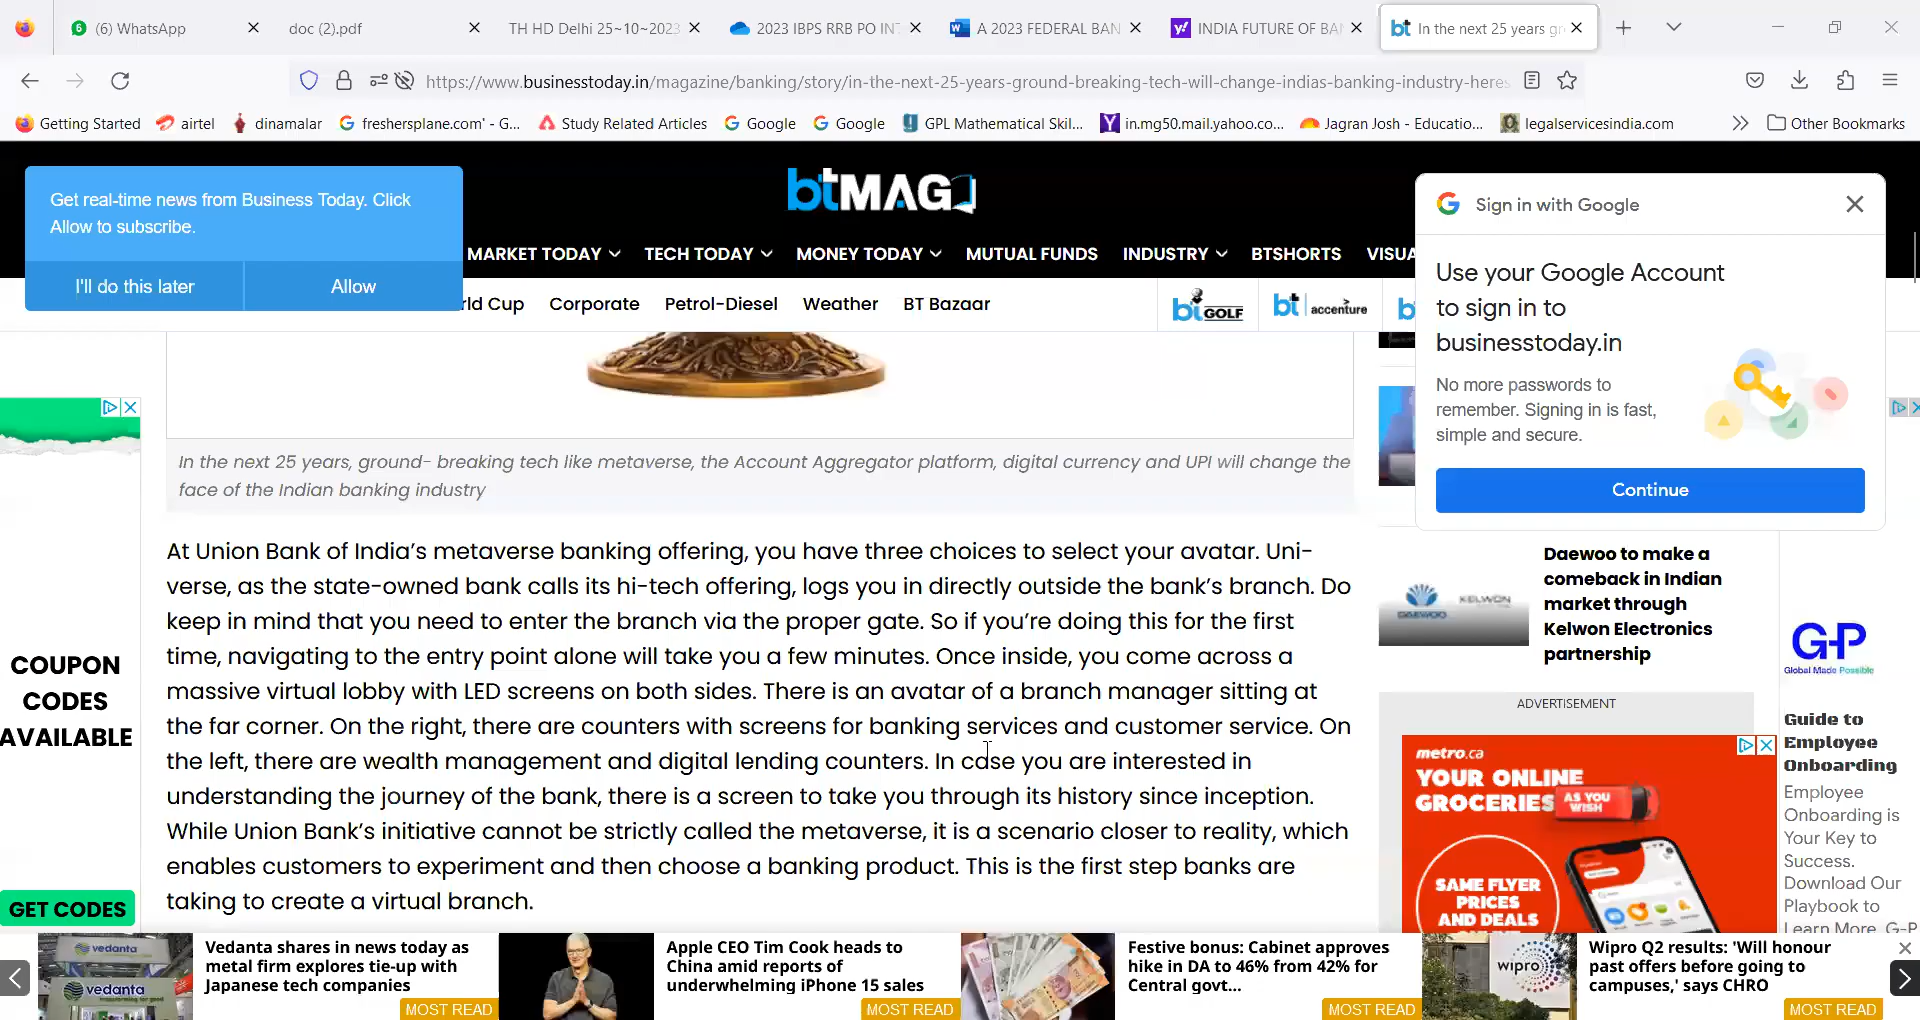 (6) WhatsApp
doc (2).pdf
TH HD Delhi 25~10~2023
2023 IBPS RRB PO IN
A 2023 FEDERAL BAN
INDIA FUTURE OF BA
In the next 25 years gr
https://www.businesstoday.in/magazine/banking/story/in-the-next-25-years-ground-breaking-tech-will-change-indias-banking-industry-heres
Getting Started
airtel
dinamalar
freshersplane.com' - G...
Study Related Articles
Google
Google
GPL Mathematical Skil...
in.mg50.mail.yahoo.co...
Jagran Josh - Educatio...
legalservicesindia.com
Other Bookmarks
Get real-time news from Business Today. Click
Allow to subscribe.
I'll do this later
Allow
btMAG
MARKET TODAY
TECH TODAY
MONEY TODAY
MUTUAL FUNDS
INDUSTRY
BTSHORTS
VISUA
rld Cup
Corporate
Petrol-Diesel
Weather
BT Bazaar
bt GOLF
bt accenture
b
Sign in with Google
Use your Google Account
to sign in to
businesstoday.in
No more passwords to
remember. Signing in is fast,
simple and secure.
Continue
In the next 25 years, ground- breaking tech like metaverse, the Account Aggregator platform, digital currency and UPI will change the
face of the Indian banking industry
At Union Bank of India’s metaverse banking offering, you have three choices to select your avatar. Uni-
verse, as the state-owned bank calls its hi-tech offering, logs you in directly outside the bank’s branch. Do
keep in mind that you need to enter the branch via the proper gate. So if you’re doing this for the first
time, navigating to the entry point alone will take you a few minutes. Once inside, you come across a
massive virtual lobby with LED screens on both sides. There is an avatar of a branch manager sitting at
the far corner. On the right, there are counters with screens for banking services and customer service. On
the left, there are wealth management and digital lending counters. In case you are interested in
understanding the journey of the bank, there is a screen to take you through its history since inception.
While Union Bank’s initiative cannot be strictly called the metaverse, it is a scenario closer to reality, which
enables customers to experiment and then choose a banking product. This is the first step banks are
taking to create a virtual branch.
COUPON
CODES
AVAILABLE
GET CODES
DAEWOO
KELWON
Daewoo to make a
comeback in Indian
market through
Kelwon Electronics
partnership
ADVERTISEMENT
metro.ca
YOUR ONLINE
GROCERIES
AS YOU
WISH
SAME FLYER
PRICES
AND DEALS
G-P
Global Made Possible
Guide to
Employee
Onboarding
Employee
Onboarding is
Your Key to
Success.
Download Our
Playbook to
Learn More. G-P
vedanta
vedanta
Vedanta shares in news today as
metal firm explores tie-up with
Japanese tech companies
MOST READ
Apple CEO Tim Cook heads to
China amid reports of
underwhelming iPhone 15 sales
MOST READ
Festive bonus: Cabinet approves
hike in DA to 46% from 42% for
Central govt...
MOST READ
wipro
Wipro Q2 results: 'Will honour
past offers before going to
campuses,' says CHRO
MOST READ